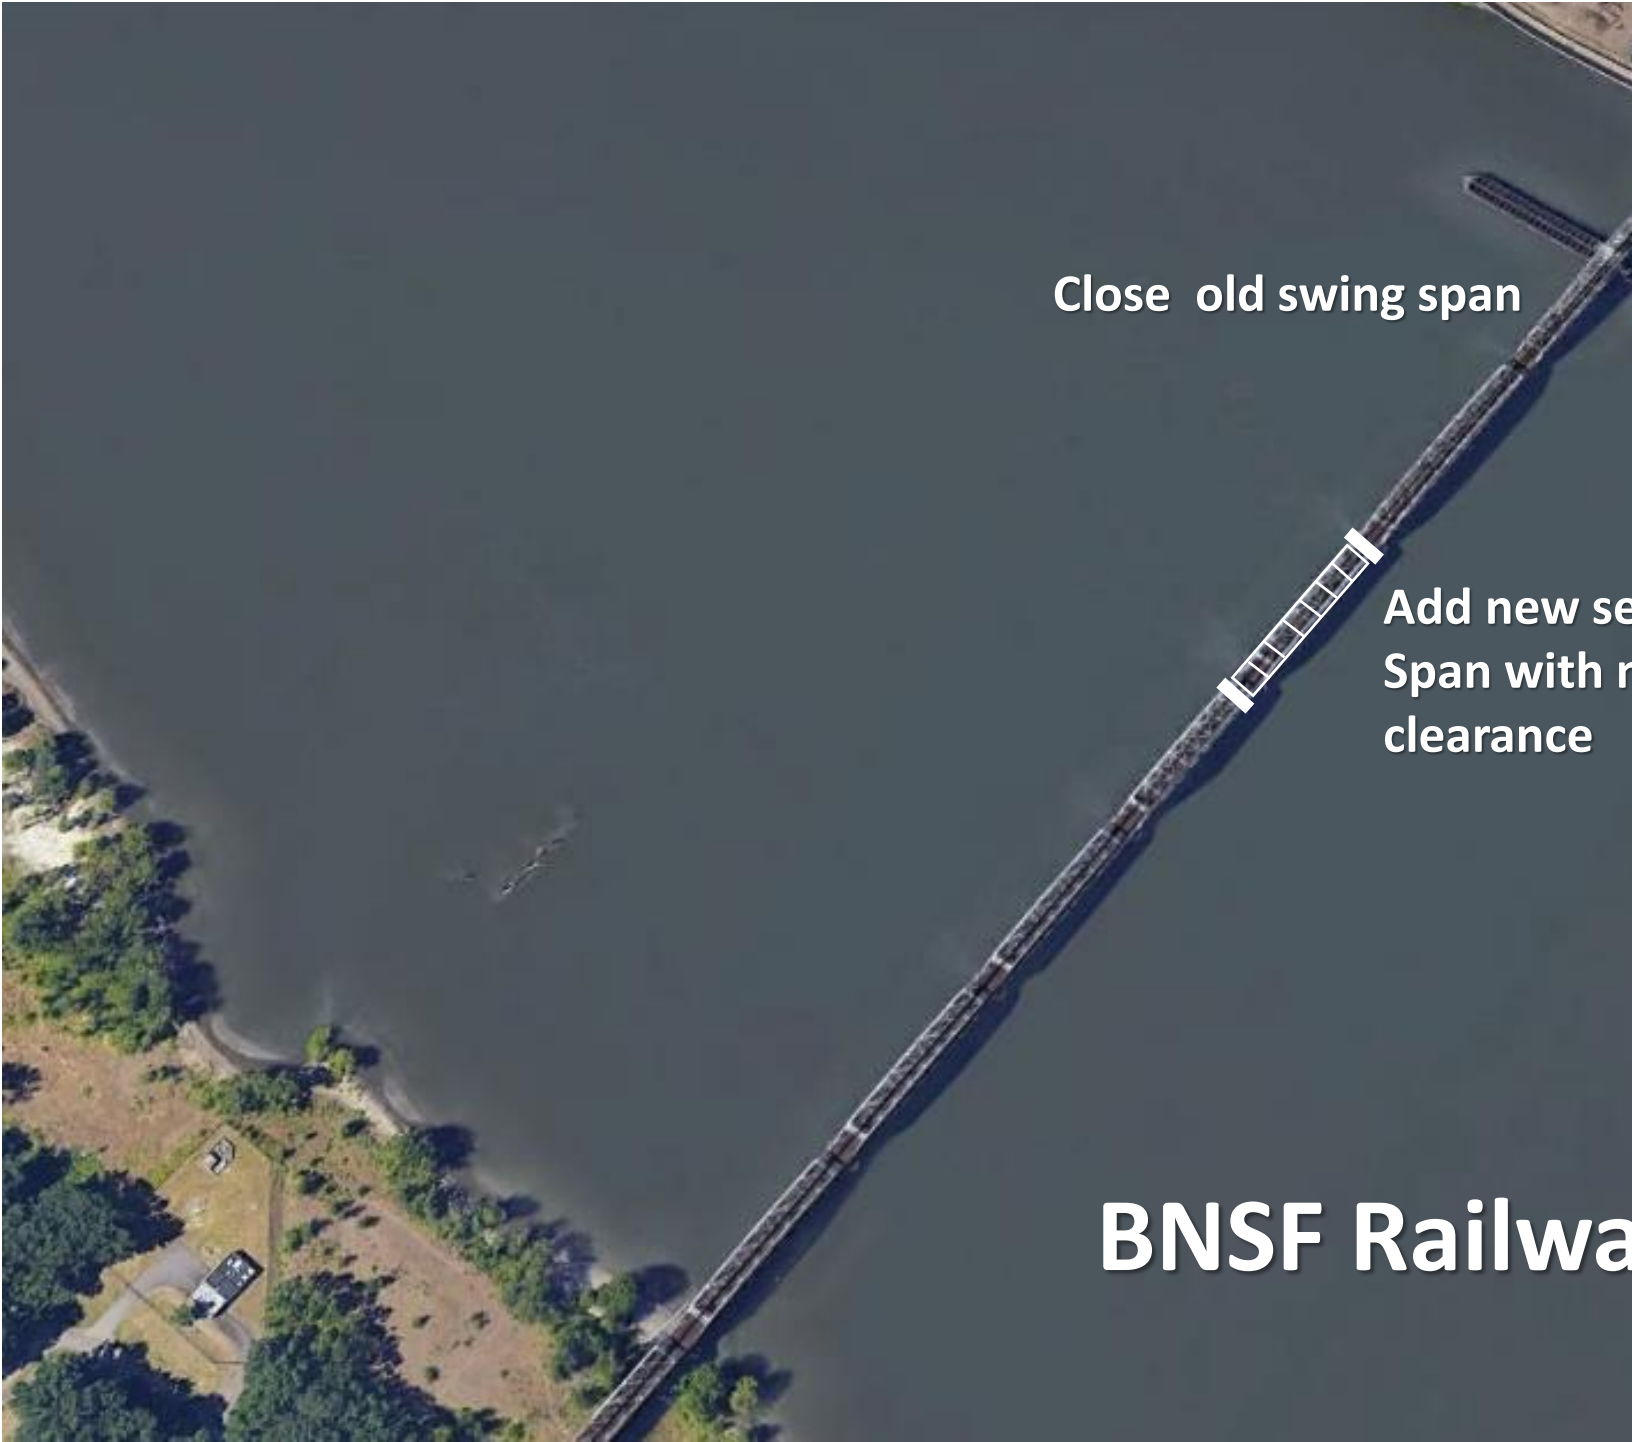 Close  old swing span
Add new se
Span with
clearance
BNSF Railwa